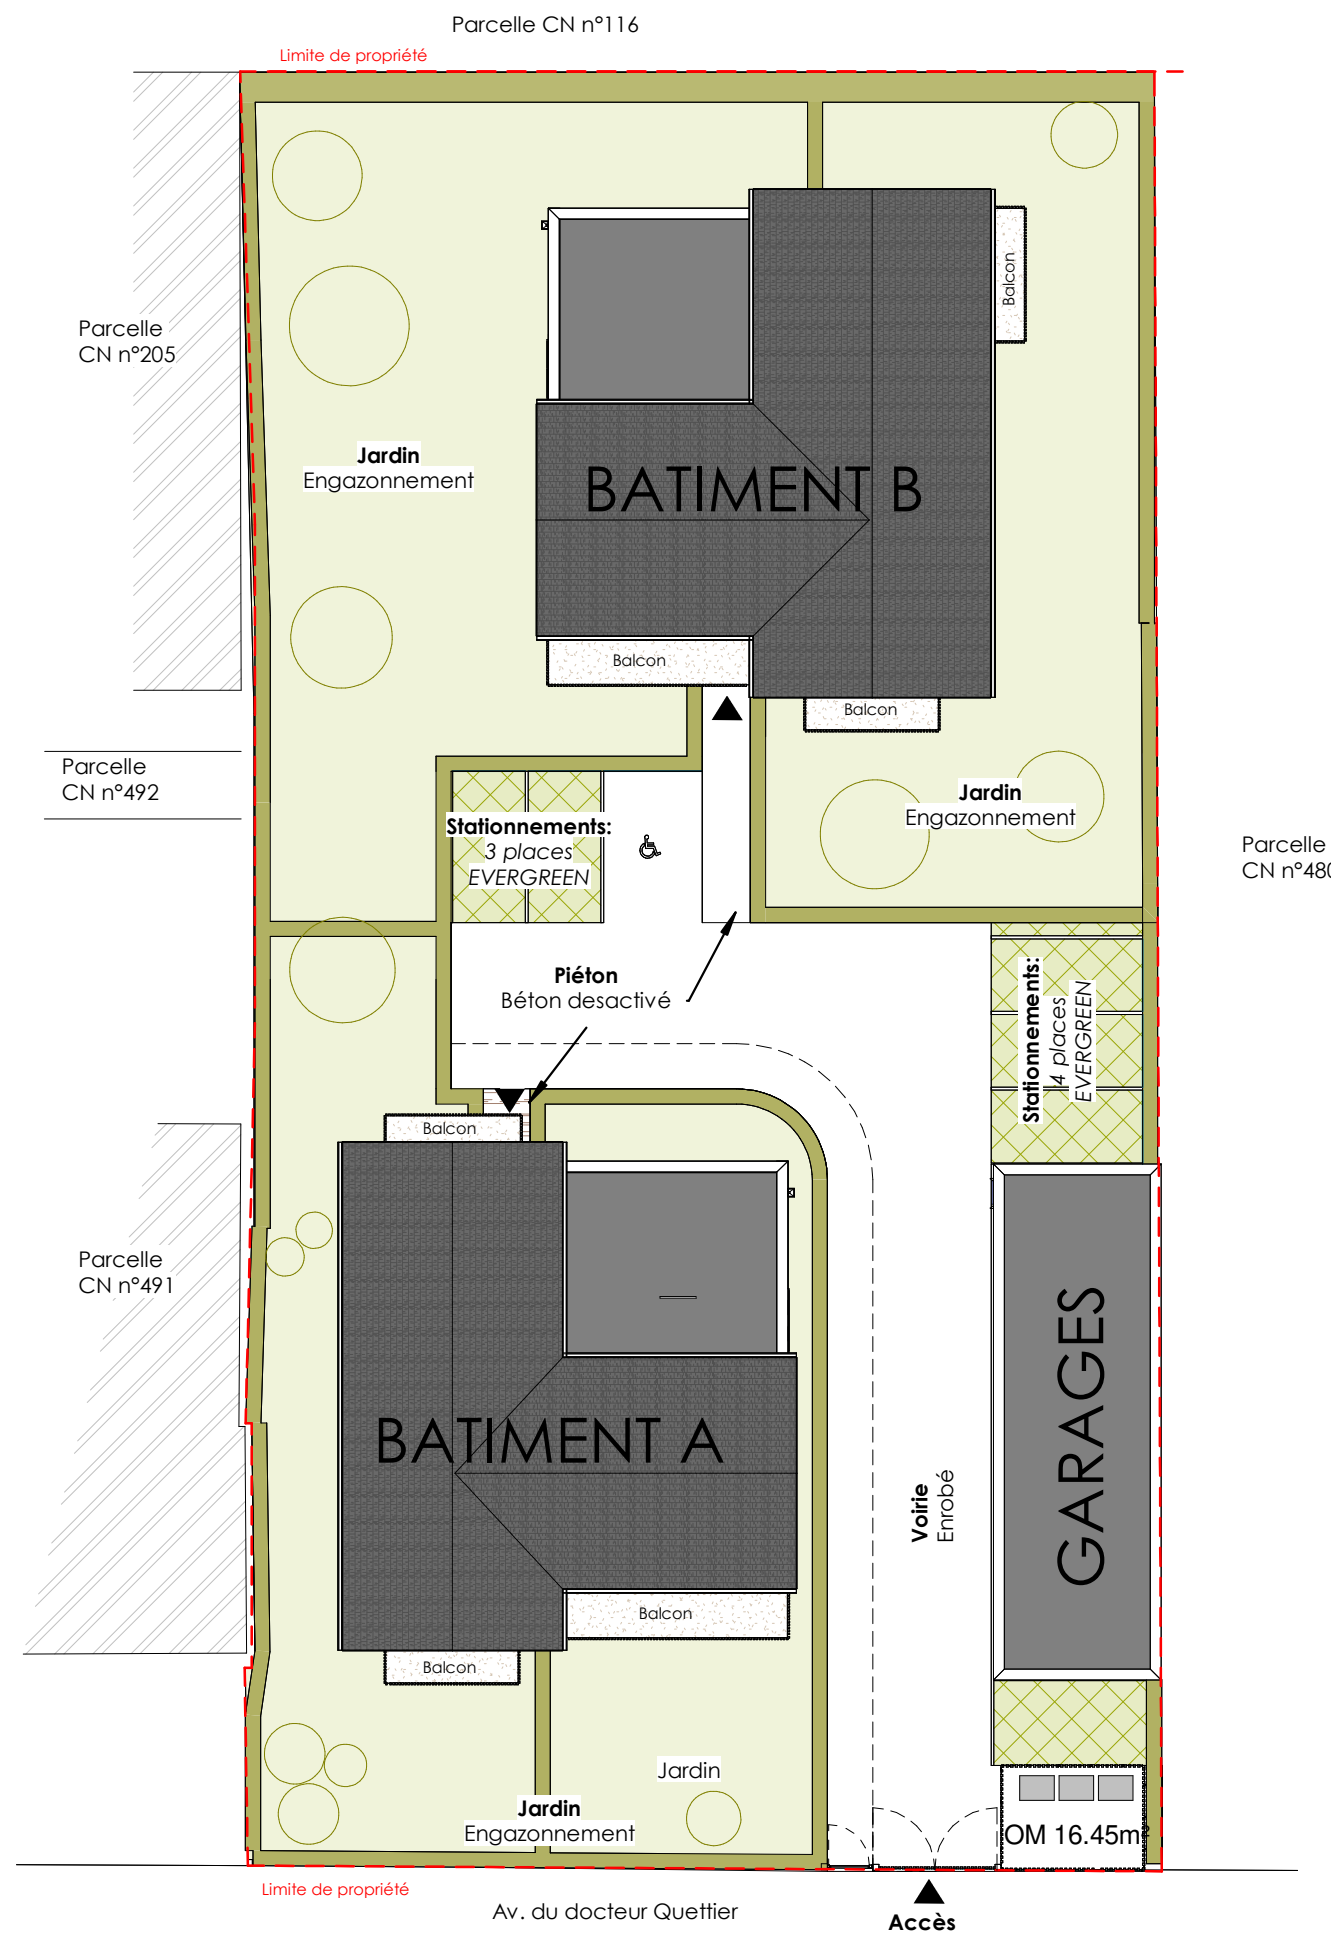 Parcelle CN n°116
Limite de propriété
Balcon
Parcelle
CN n°205
Jardin
Engazonnement
BATIMENT B
Balcon
Balcon
Parcelle
CN n°492
Jardin
Engazonnement
Stationnements:
3 places
EVERGREEN
Parcelle
CN n°480
Piéton
Béton desactivé
Stationnements:
4 places
EVERGREEN
Balcon
Parcelle
CN n°491
GARAGES
BATIMENT A
Voirie
Enrobé
Balcon
Balcon
Jardin
Jardin
Engazonnement
OM 16.45m²
Limite de propriété
Av. du docteur Quettier
Accès